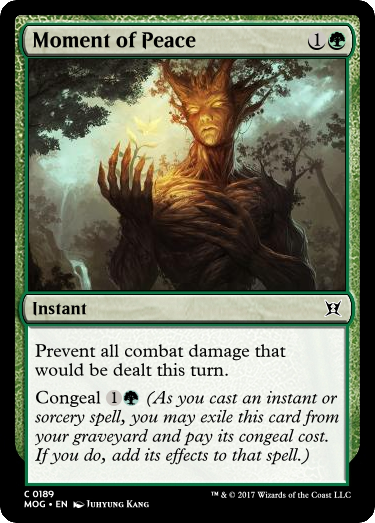 Moment of Peace 1
Instant
Prevent all combat damage that
would be dealt this turn.
Congeal 1 (As you cast an instant or
sorcery spell, you may exile this card from
your graveyard and pay its congeal cost.
If you do, add its effects to that spell.)
C 0189
MOG • EN Juhyung Kang
™ & © 2017 Wizards of the Coast LLC